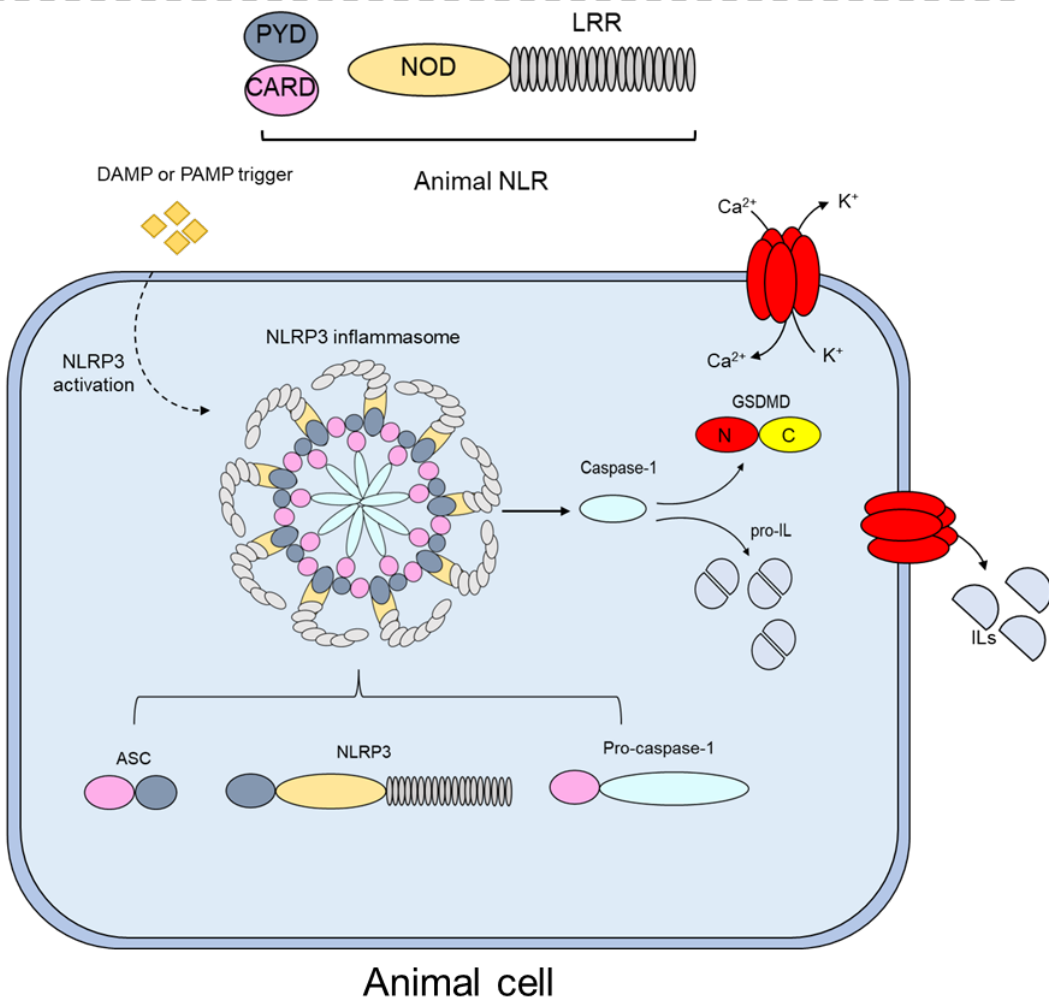 PYD
CARD
NOD
LRR
Animal NLR
DAMP or PAMP trigger
Ca²⁺
K⁺
NLRP3
activation
NLRP3 inflammasome
Ca²⁺
K⁺
GSDMD
N
C
Caspase-1
pro-IL
ILs
ASC
NLRP3
Pro-caspase-1
Animal cell